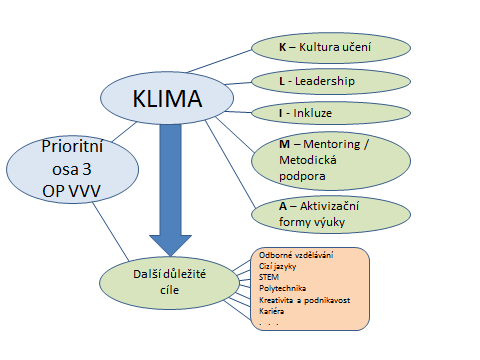 K – Kultura učení
L - Leadership
I - Inkluze
M – Mentoring /
Metodická
podpora
A – Aktivizační
formy výuky
KLIMA
Prioritní
osa 3
OP VVV
Další důležité
cíle
Odborné vzdělávání
Cizí jazyky
STEM
Polytechnika
Kreativita a podnikavost
Kariéra
. . .